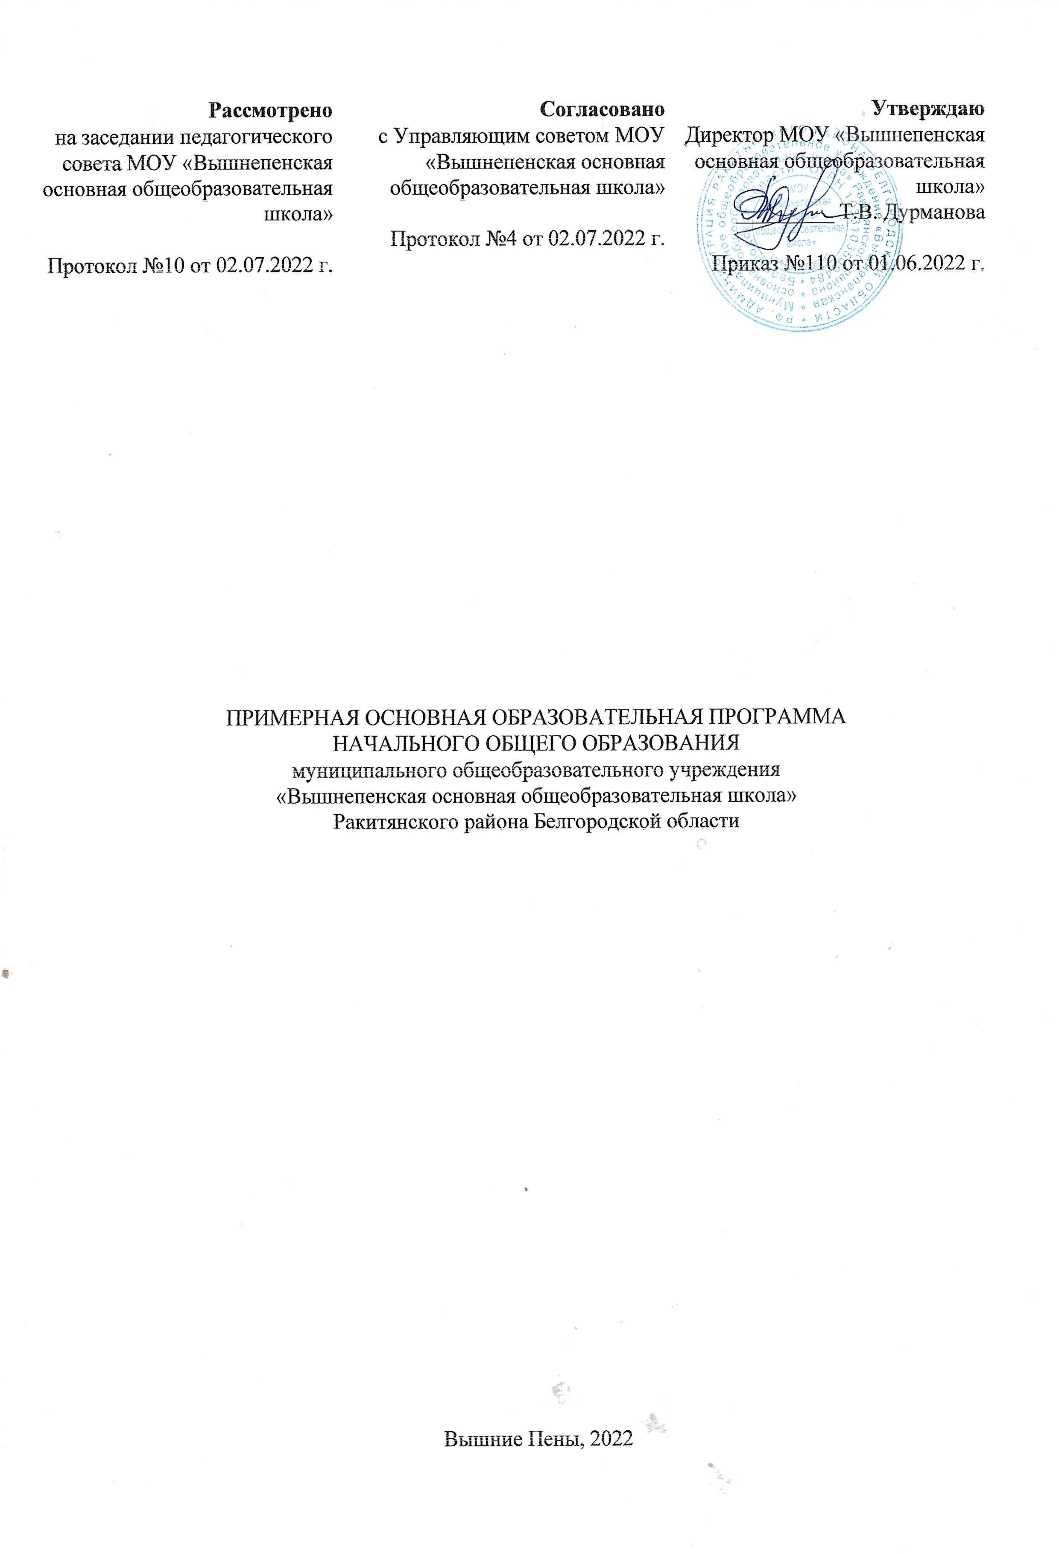 Рассмотрено
на заседании педагогического
совета МОУ «Вышнепенская
основная общеобразовательная
школа»
Протокол №10 от 02.07.2022 г.
Согласовано
с Управляющим советом МОУ
«Вышнепенская основная
общеобразовательная школа»
Протокол №4 от 02.07.2022 г.
Утверждаю
Директор МОУ «Вышнепенская
основная общеобразовательная
школа»
Т.В. Дурманова
Приказ №110 от 01.06.2022 г.
ПРИМЕРНАЯ ОСНОВНАЯ ОБРАЗОВАТЕЛЬНАЯ ПРОГРАММА
НАЧАЛЬНОГО ОБЩЕГО ОБРАЗОВАНИЯ
муниципального общеобразовательного учреждения
«Вышнепенская основная общеобразовательная школа»
Ракитянского района Белгородской области
Вышние Пены, 2022